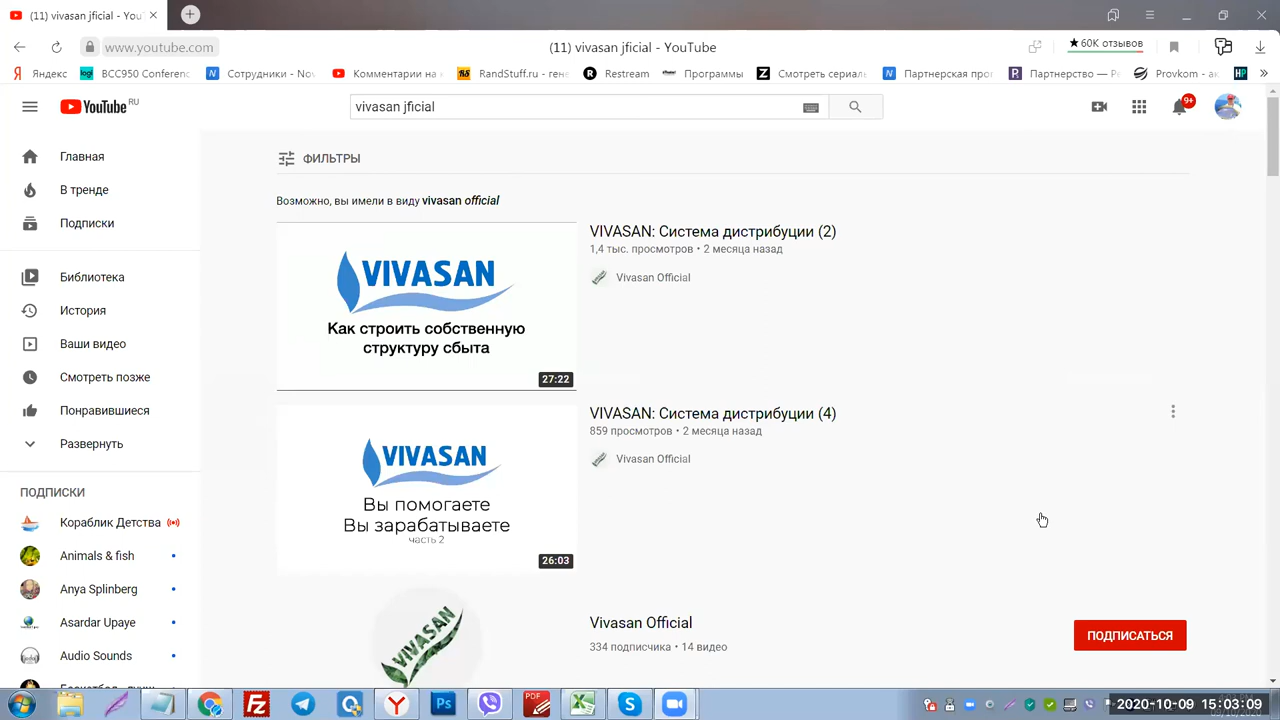 (11) vivasan jficial - You
www.youtube.com
(11) vivasan jficial - YouTube
★ 60K отзывов
Яндекс
BCC950 Conferenc
Сотрудники - Nov
Комментарии на к
RandStuff.ru - ген
Restream
Программы
Смотреть сериаль
Партнерская прог
Партнерство — Ре
Provkom - ак
YouTube RU
vivasan jficial
9+
Главная
В тренде
Подписки
Библиотека
История
Ваши видео
Смотреть позже
Понравившиеся
Развернуть
ПОДПИСКИ
Кораблик Детства
Animals & fish
Anya Splinberg
Asardar Upaye
Audio Sounds
ФИЛЬТРЫ
Возможно, вы имели в виду vivasan official
VIVASAN
Как строить собственную
структуру сбыта
27:22
VIVASAN: Система дистрибуции (2)
1,4 тыс. просмотров • 2 месяца назад
Vivasan Official
VIVASAN
Вы помогаете
Вы зарабатываете
часть 2
26:03
VIVASAN: Система дистрибуции (4)
859 просмотров • 2 месяца назад
Vivasan Official
VIVASAN
Vivasan Official
334 подписчика • 14 видео
ПОДПИСАТЬСЯ
2020-10-09 15:03:09